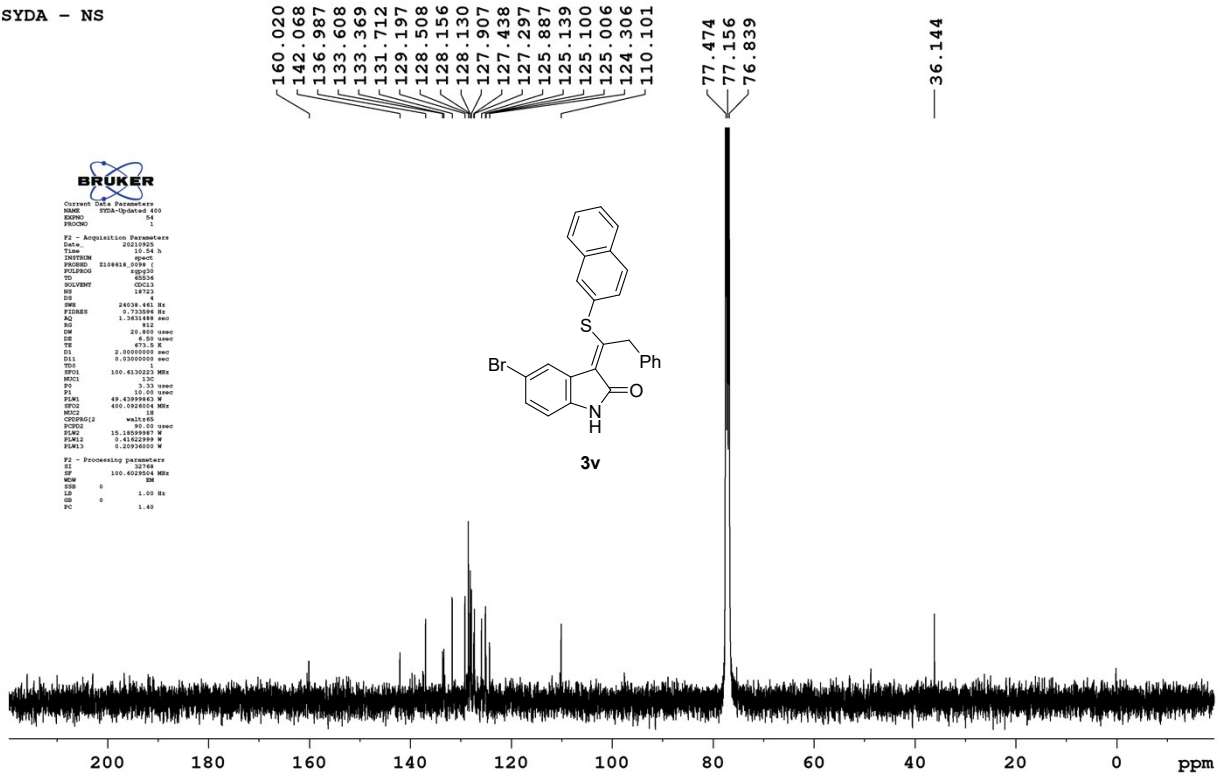 SYDA - NS
160.020
142.068
136.987
133.608
133.369
131.712
129.197
128.508
128.156
128.130
127.907
127.438
127.297
125.887
125.139
125.100
125.006
124.306
110.101
77.474
77.156
76.839
36.144
BRUKER
Current Data Parameters
NAME SYDA-Updated 400
EXPNO 54
PROCNO 1
F2 - Acquisition Parameters
Date_ 20210925
Time 10.54 h
INSTRUM spect
PROBHD Z108618_0098 (
PULPROG zgpg30
TD 65536
SOLVENT CDCl3
NS 18723
DS 4
SWH 24038.461 Hz
FIDRES 0.733594 Hz
AQ 1.3631488 sec
RG 812
DW 20.800 usec
DE 6.50 usec
TE 673.5 K
D1 2.00000000 sec
D11 0.03000000 sec
TD0 1
SFO1 100.6130223 MHz
NUC1 13C
P0 3.33 usec
P1 10.00 usec
PLW1 49.43999863 W
SFO2 400.0926004 MHz
NUC2 1H
CPDPRG[2 waltz65
PCPD2 90.00 usec
PLW2 15.18599987 W
PLW12 0.41622999 W
PLW13 0.20936000 W
F2 - Processing parameters
SI 32768
SF 100.6029504 MHz
WDW EM
SSB 0
LB 1.00 Hz
GB 0
PC 1.40
S
Br
Ph
O
N
H
3v
200 180 160 140 120 100 80 60 40 20 0 ppm